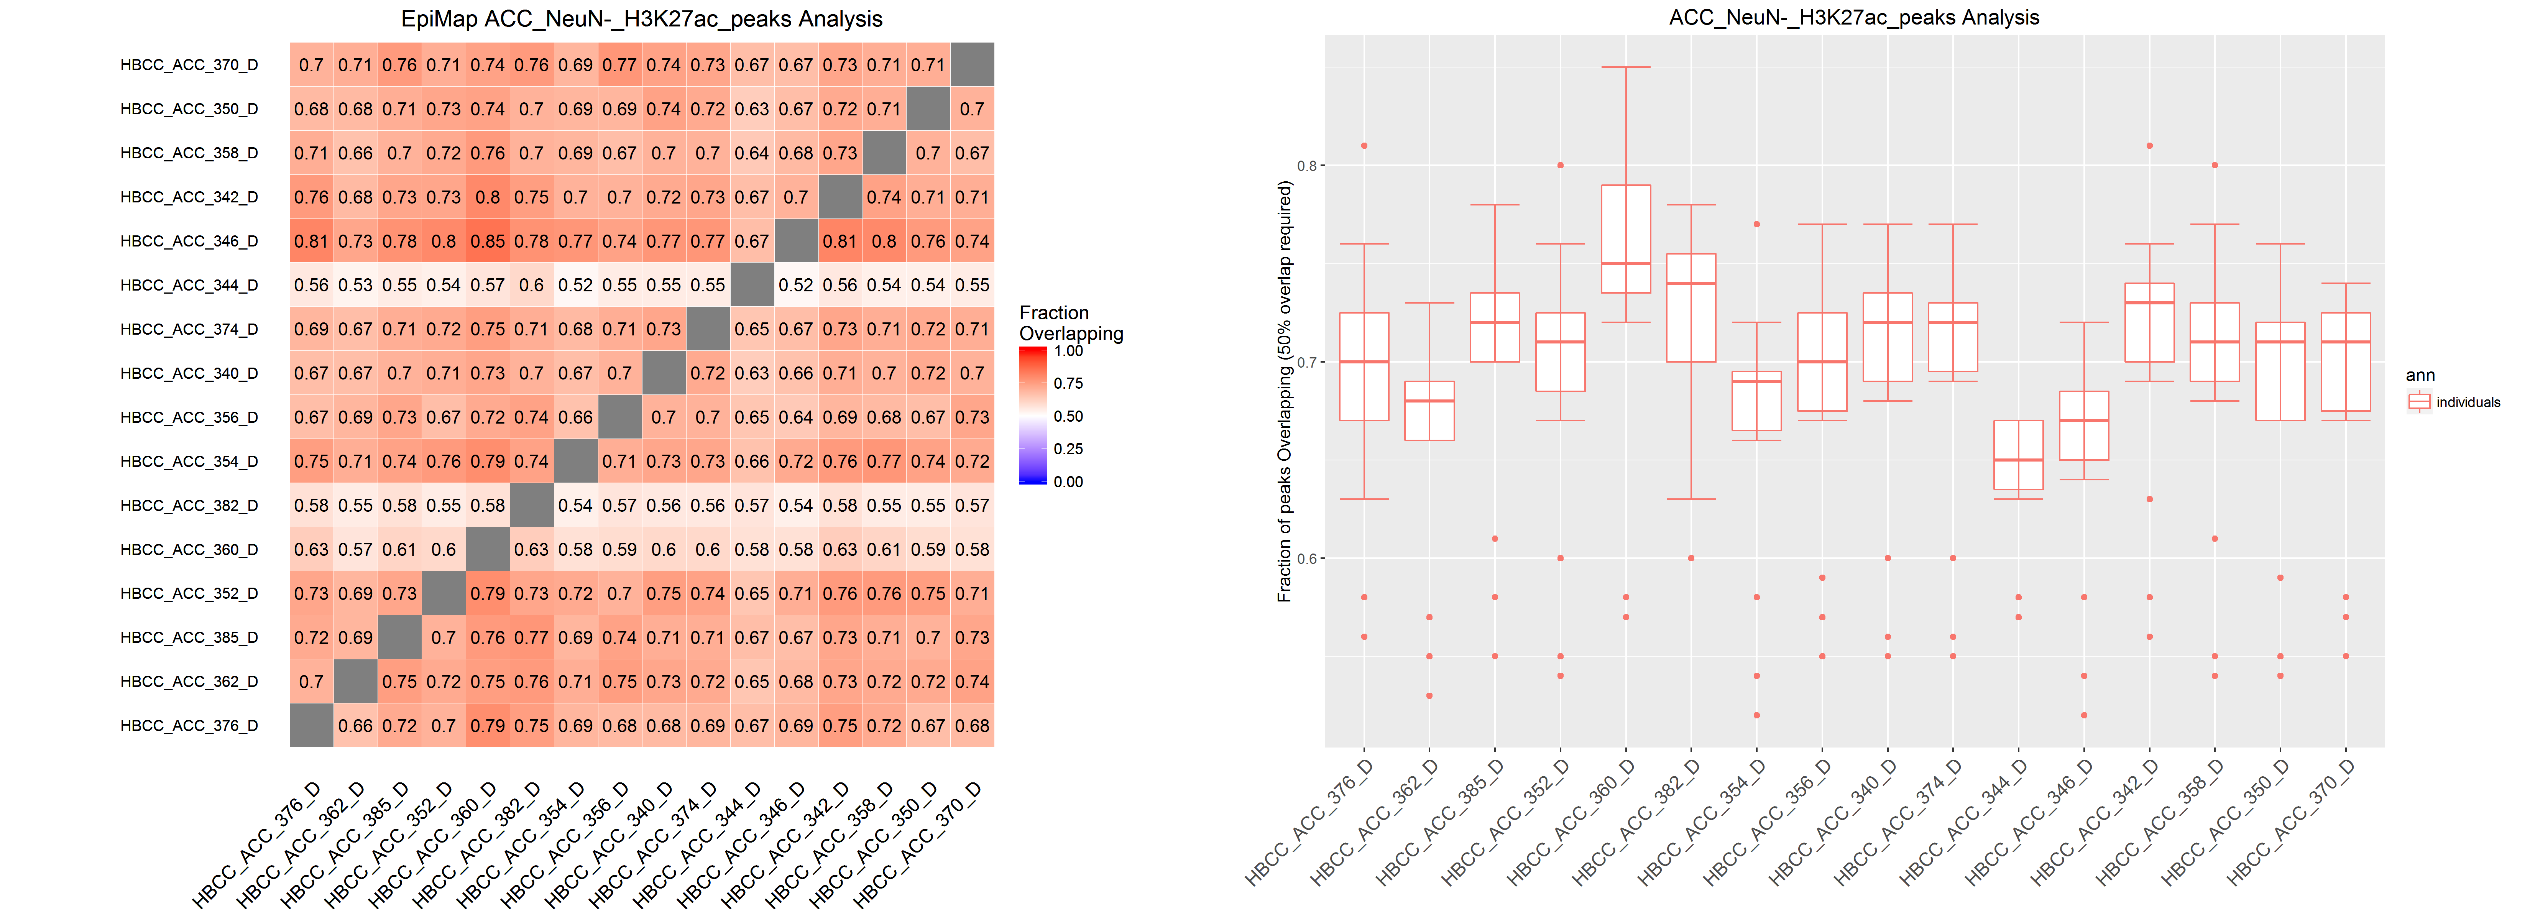 EpiMap ACC_NeuN-_H3K27ac_peaks Analysis
HBCC_ACC_370_D 0.7 0.71 0.76 0.71 0.74 0.76 0.69 0.77 0.74 0.73 0.67 0.67 0.73 0.71 0.71
HBCC_ACC_350_D 0.68 0.68 0.71 0.73 0.74 0.7 0.69 0.69 0.74 0.72 0.63 0.67 0.72 0.71 0.7
HBCC_ACC_358_D 0.71 0.66 0.7 0.72 0.76 0.7 0.69 0.67 0.7 0.7 0.64 0.68 0.73 0.7 0.67
HBCC_ACC_342_D 0.76 0.68 0.73 0.73 0.8 0.75 0.7 0.7 0.72 0.73 0.67 0.7 0.74 0.71 0.71
HBCC_ACC_346_D 0.81 0.73 0.78 0.8 0.85 0.78 0.77 0.74 0.77 0.77 0.67 0.81 0.8 0.76 0.74
HBCC_ACC_344_D 0.56 0.53 0.55 0.54 0.57 0.6 0.52 0.55 0.55 0.55 0.52 0.56 0.54 0.54 0.55
HBCC_ACC_374_D 0.69 0.67 0.71 0.72 0.75 0.71 0.68 0.71 0.73 0.65 0.67 0.73 0.71 0.72 0.71
HBCC_ACC_340_D 0.67 0.67 0.7 0.71 0.73 0.7 0.67 0.7 0.72 0.63 0.66 0.71 0.7 0.72 0.7
HBCC_ACC_356_D 0.67 0.69 0.73 0.67 0.72 0.74 0.66 0.7 0.7 0.65 0.64 0.69 0.68 0.67 0.73
HBCC_ACC_354_D 0.75 0.71 0.74 0.76 0.79 0.74 0.71 0.73 0.73 0.66 0.72 0.76 0.77 0.74 0.72
HBCC_ACC_382_D 0.58 0.55 0.58 0.55 0.58 0.54 0.57 0.56 0.56 0.57 0.54 0.58 0.55 0.55 0.57
HBCC_ACC_360_D 0.63 0.57 0.61 0.6 0.63 0.58 0.59 0.6 0.6 0.58 0.58 0.63 0.61 0.59 0.58
HBCC_ACC_352_D 0.73 0.69 0.73 0.79 0.73 0.72 0.7 0.75 0.74 0.65 0.71 0.76 0.76 0.75 0.71
HBCC_ACC_385_D 0.72 0.69 0.7 0.76 0.77 0.69 0.74 0.71 0.71 0.67 0.67 0.73 0.71 0.7 0.73
HBCC_ACC_362_D 0.7 0.75 0.72 0.75 0.76 0.71 0.75 0.73 0.72 0.65 0.68 0.73 0.72 0.72 0.74
HBCC_ACC_376_D 0.66 0.72 0.7 0.79 0.75 0.69 0.68 0.68 0.69 0.67 0.69 0.75 0.72 0.67 0.68
HBCC_ACC_376_D
HBCC_ACC_362_D
HBCC_ACC_385_D
HBCC_ACC_352_D
HBCC_ACC_360_D
HBCC_ACC_382_D
HBCC_ACC_354_D
HBCC_ACC_356_D
HBCC_ACC_340_D
HBCC_ACC_374_D
HBCC_ACC_344_D
HBCC_ACC_346_D
HBCC_ACC_342_D
HBCC_ACC_358_D
HBCC_ACC_350_D
HBCC_ACC_370_D
Fraction
Overlapping
1.00
0.75
0.50
0.25
0.00
ACC_NeuN-_H3K27ac_peaks Analysis
Fraction of peaks Overlapping (50% overlap required)
0.8
0.7
0.6
HBCC_ACC_376_D
HBCC_ACC_362_D
HBCC_ACC_385_D
HBCC_ACC_352_D
HBCC_ACC_360_D
HBCC_ACC_382_D
HBCC_ACC_354_D
HBCC_ACC_356_D
HBCC_ACC_340_D
HBCC_ACC_374_D
HBCC_ACC_344_D
HBCC_ACC_346_D
HBCC_ACC_342_D
HBCC_ACC_358_D
HBCC_ACC_350_D
HBCC_ACC_370_D
ann
individuals